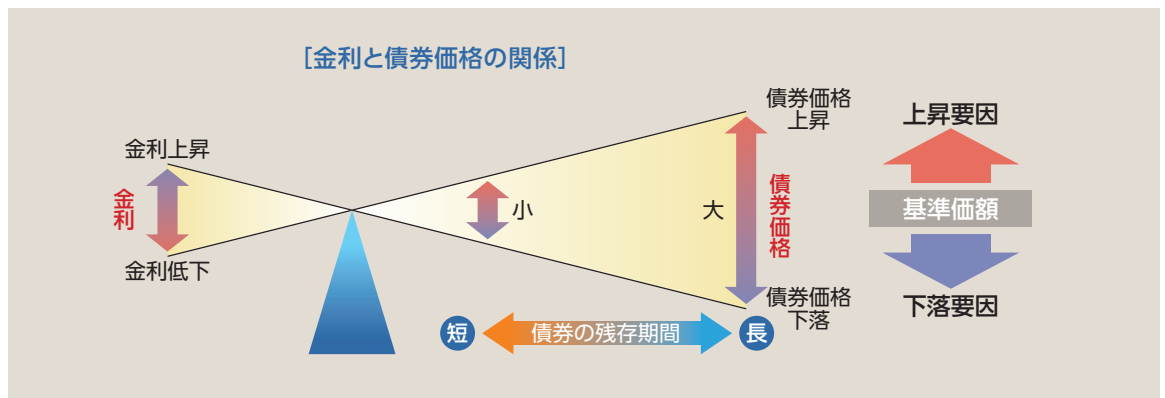 [金利と債券価格の関係]
金利上昇
金利
金利低下
小
大
債券価格
上昇
債券価格
債券価格
下落
短
債券の残存期間
長
上昇要因
基準価額
下落要因